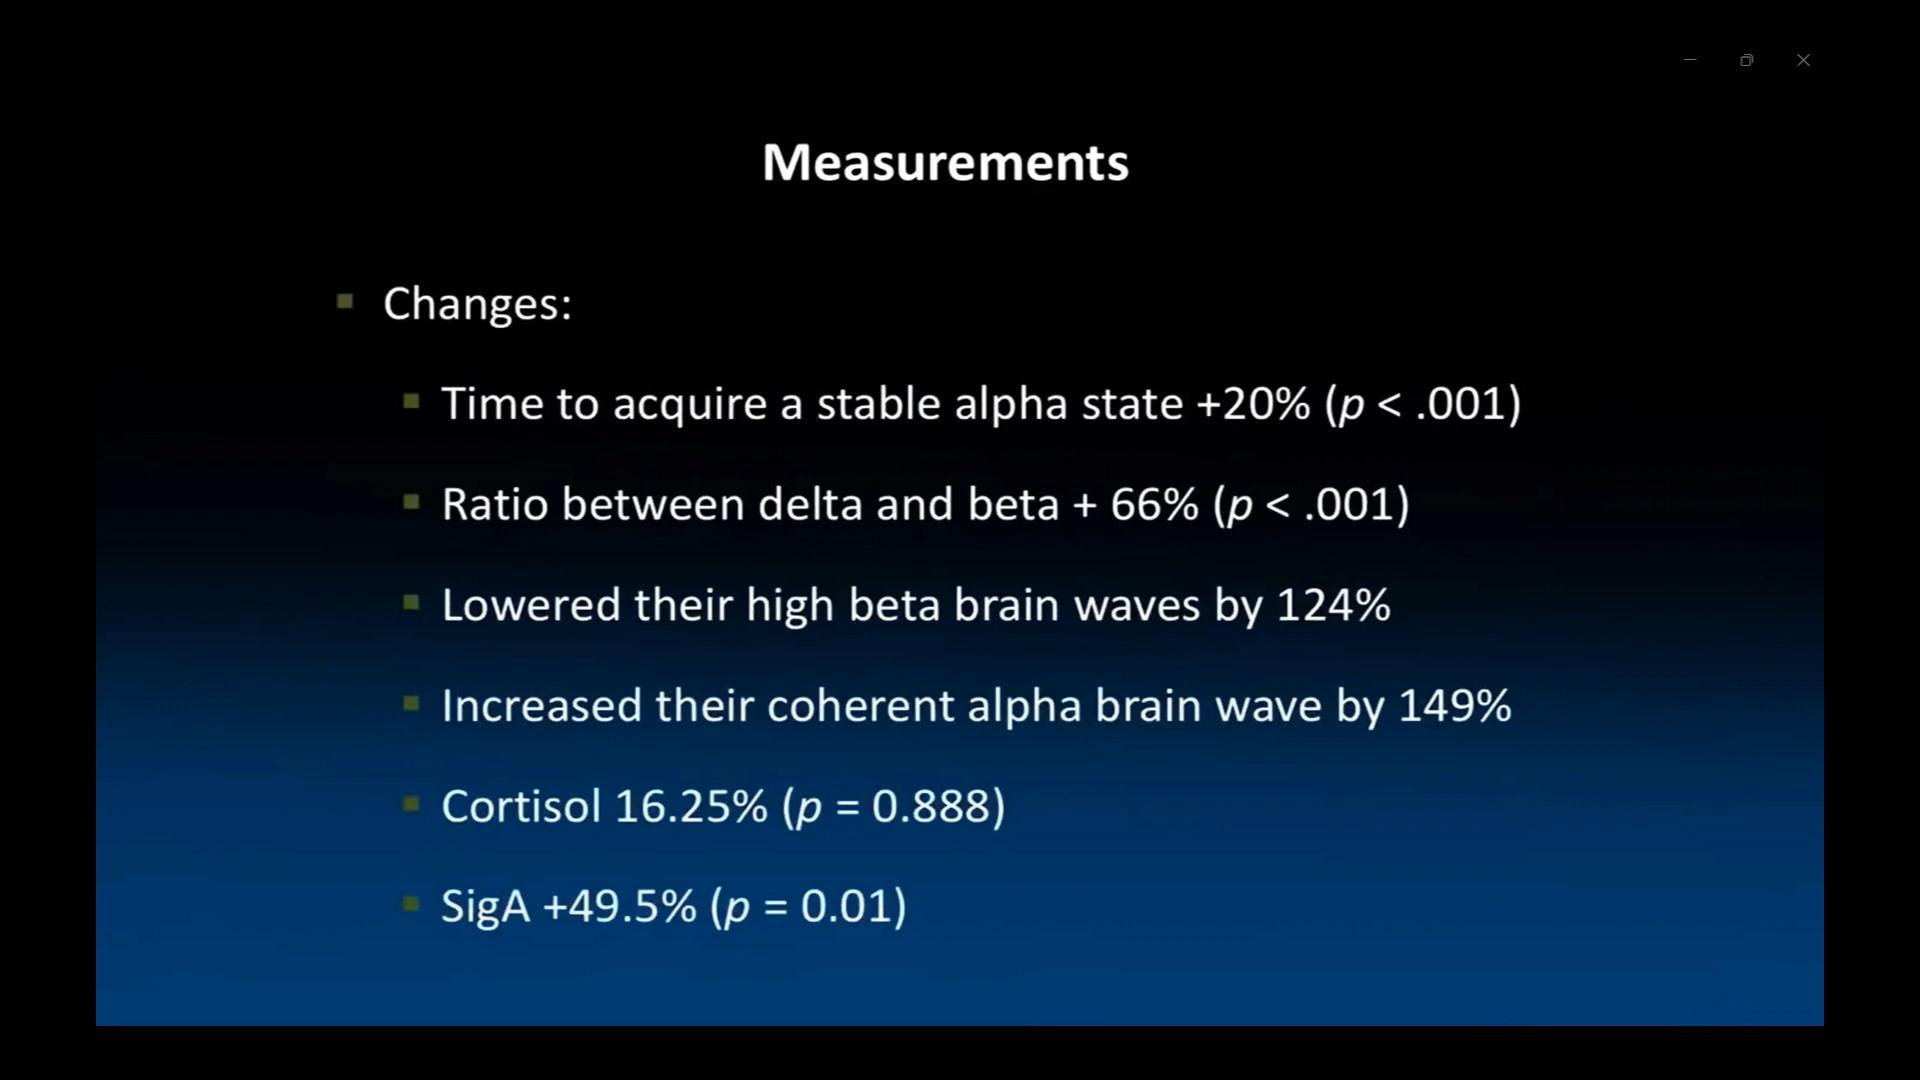 Measurements
Changes:
Time to acquire a stable alpha state +20% (p < .001)
Ratio between delta and beta + 66% (p < .001)
Lowered their high beta brain waves by 124%
Increased their coherent alpha brain wave by 149%
Cortisol 16.25% (p = 0.888)
SigA +49.5% (p = 0.01)